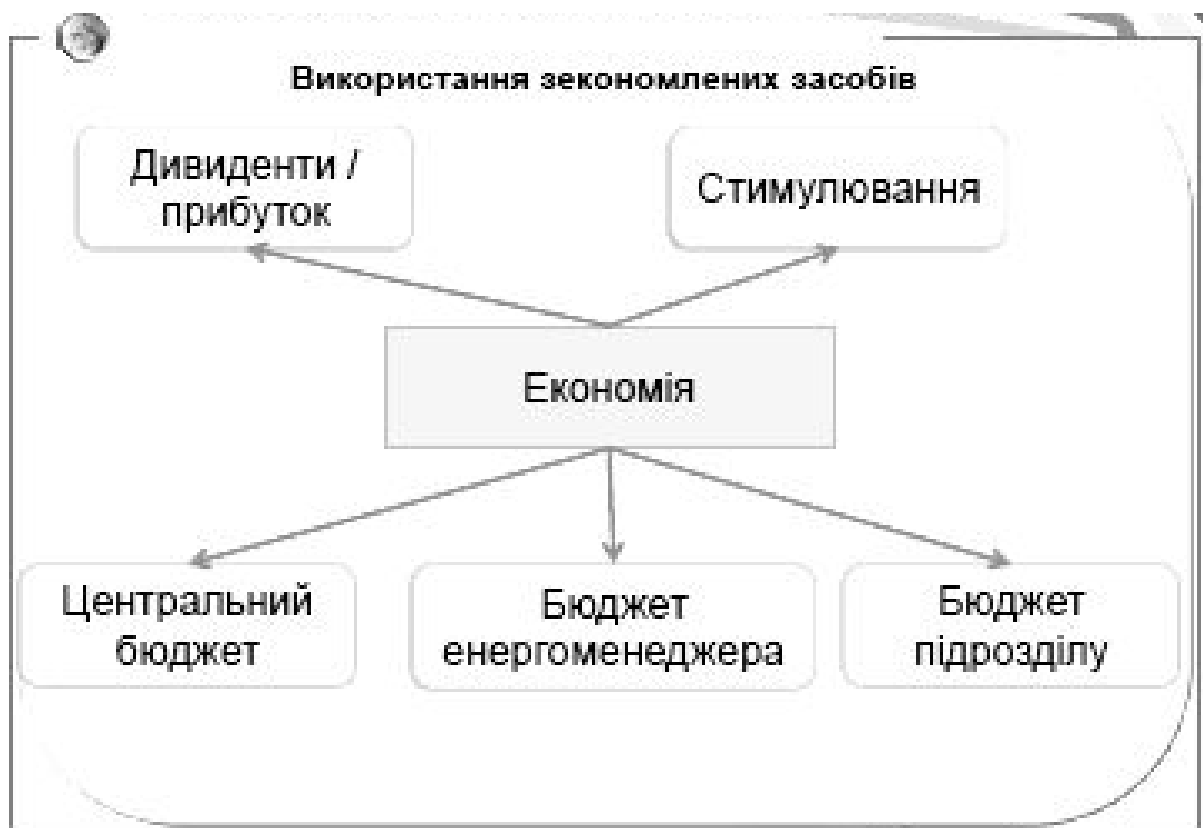 Використання зекономлених засобів
Дивиденти /
прибуток
Стимулювання
Економія
Центральний
бюджет
Бюджет
енергоменеджера
Бюджет
підрозділу